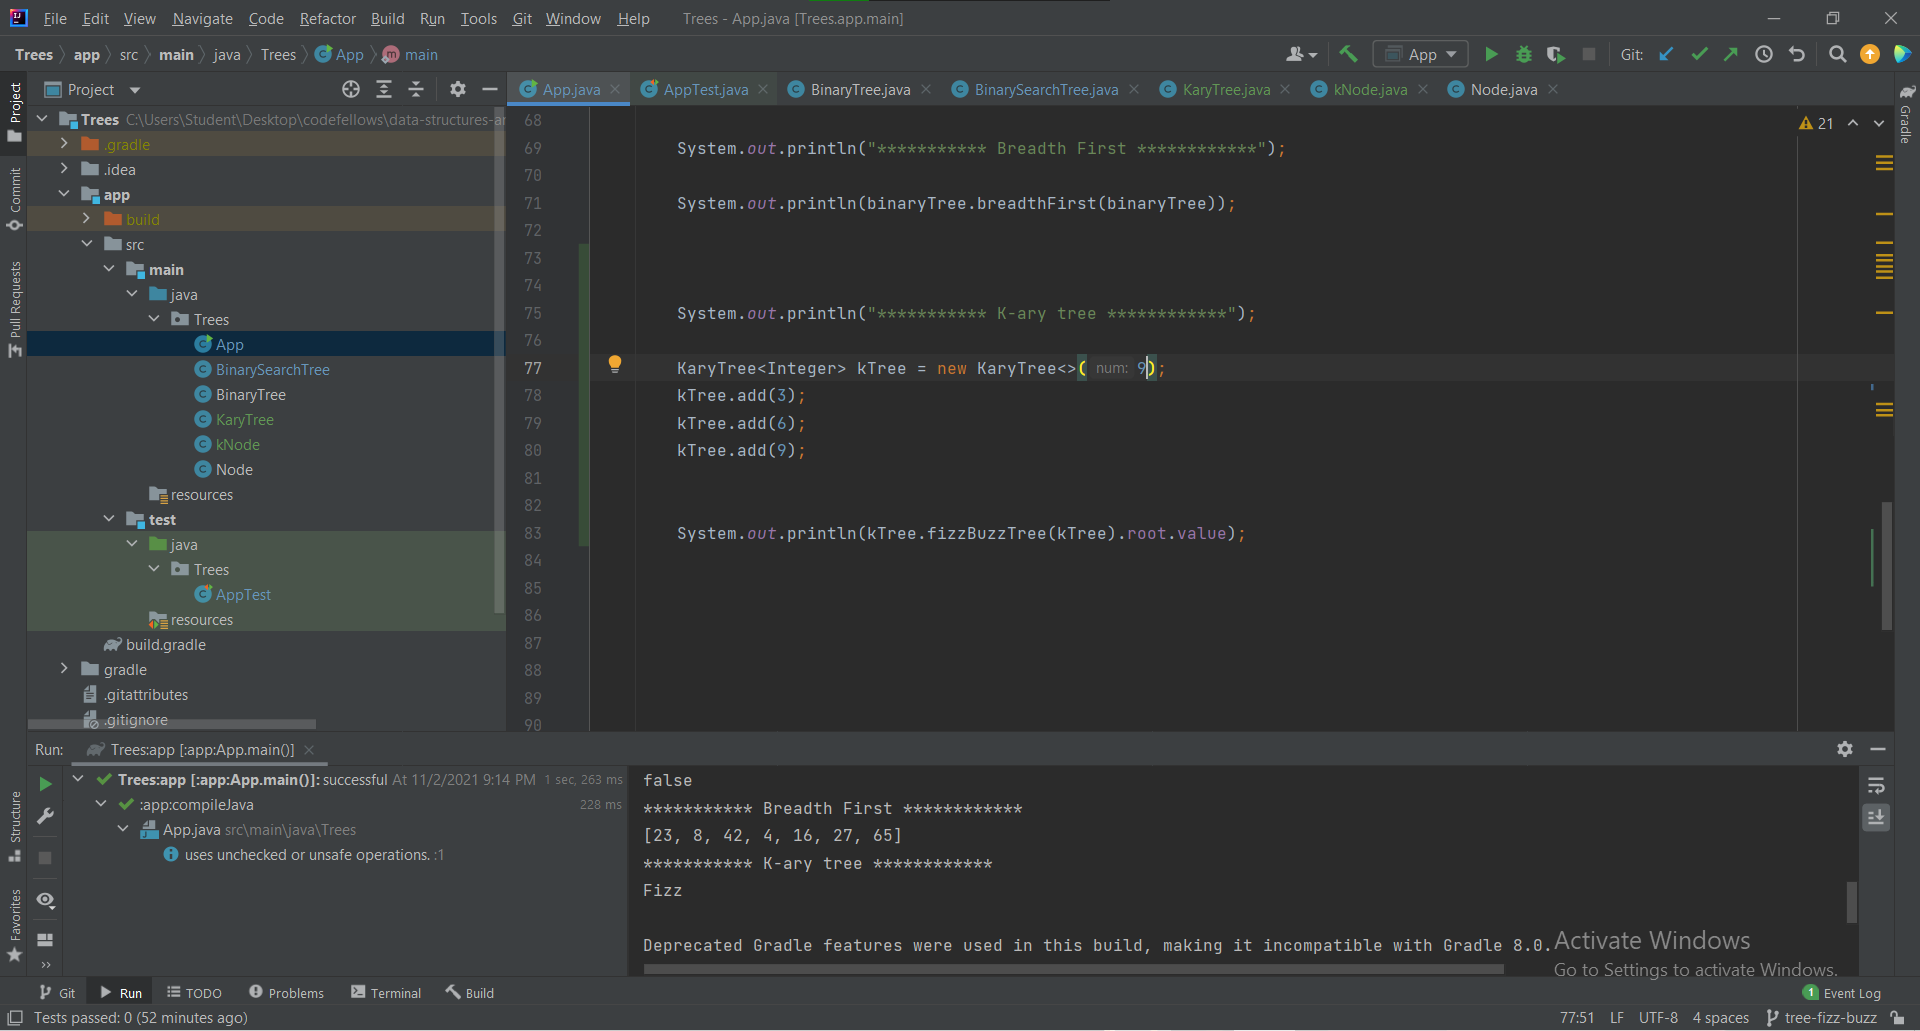 File Edit View Navigate Code Refactor Build Run Tools Git Window Help Trees - App.java [Trees.app.main]
Trees app src main java Trees App main
App Git:
Project
App.java AppTest.java BinaryTree.java BinarySearchTree.java KaryTree.java kNode.java Node.java
Project
Commit
Pull Requests
Structure
Favorites
Gradle
Trees C:\Users\Student\Desktop\codefellows\data-structures-ar
.gradle
.idea
app
build
src
main
java
Trees
App
BinarySearchTree
BinaryTree
KaryTree
kNode
Node
resources
test
java
Trees
AppTest
resources
build.gradle
gradle
.gitattributes
.gitignore
21
68
69 System.out.println("*********** Breadth First ************");
70
71 System.out.println(binaryTree.breadthFirst(binaryTree));
72
73
74
75 System.out.println("*********** K-ary tree ************");
76
77 KaryTree<Integer> kTree = new KaryTree<>( num: 9);
78 kTree.add(3);
79 kTree.add(6);
80 kTree.add(9);
81
82
83 System.out.println(kTree.fizzBuzzTree(kTree).root.value);
84
85
86
87
88
89
90
Run: Trees:app [:app:App.main()]
Trees:app [:app:App.main()]: successful At 11/2/2021 9:14 PM 1 sec, 263 ms
:app:compileJava 228 ms
App.java src\main\java\Trees
uses unchecked or unsafe operations. :1
false
*********** Breadth First ************
[23, 8, 42, 4, 16, 27, 65]
*********** K-ary tree ************
Fizz
Deprecated Gradle features were used in this build, making it incompatible with Gradle 8.0.
Activate Windows
Go to Settings to activate Windows.
Git Run TODO Problems Terminal Build 1 Event Log
Tests passed: 0 (52 minutes ago) 77:51 LF UTF-8 4 spaces tree-fizz-buzz